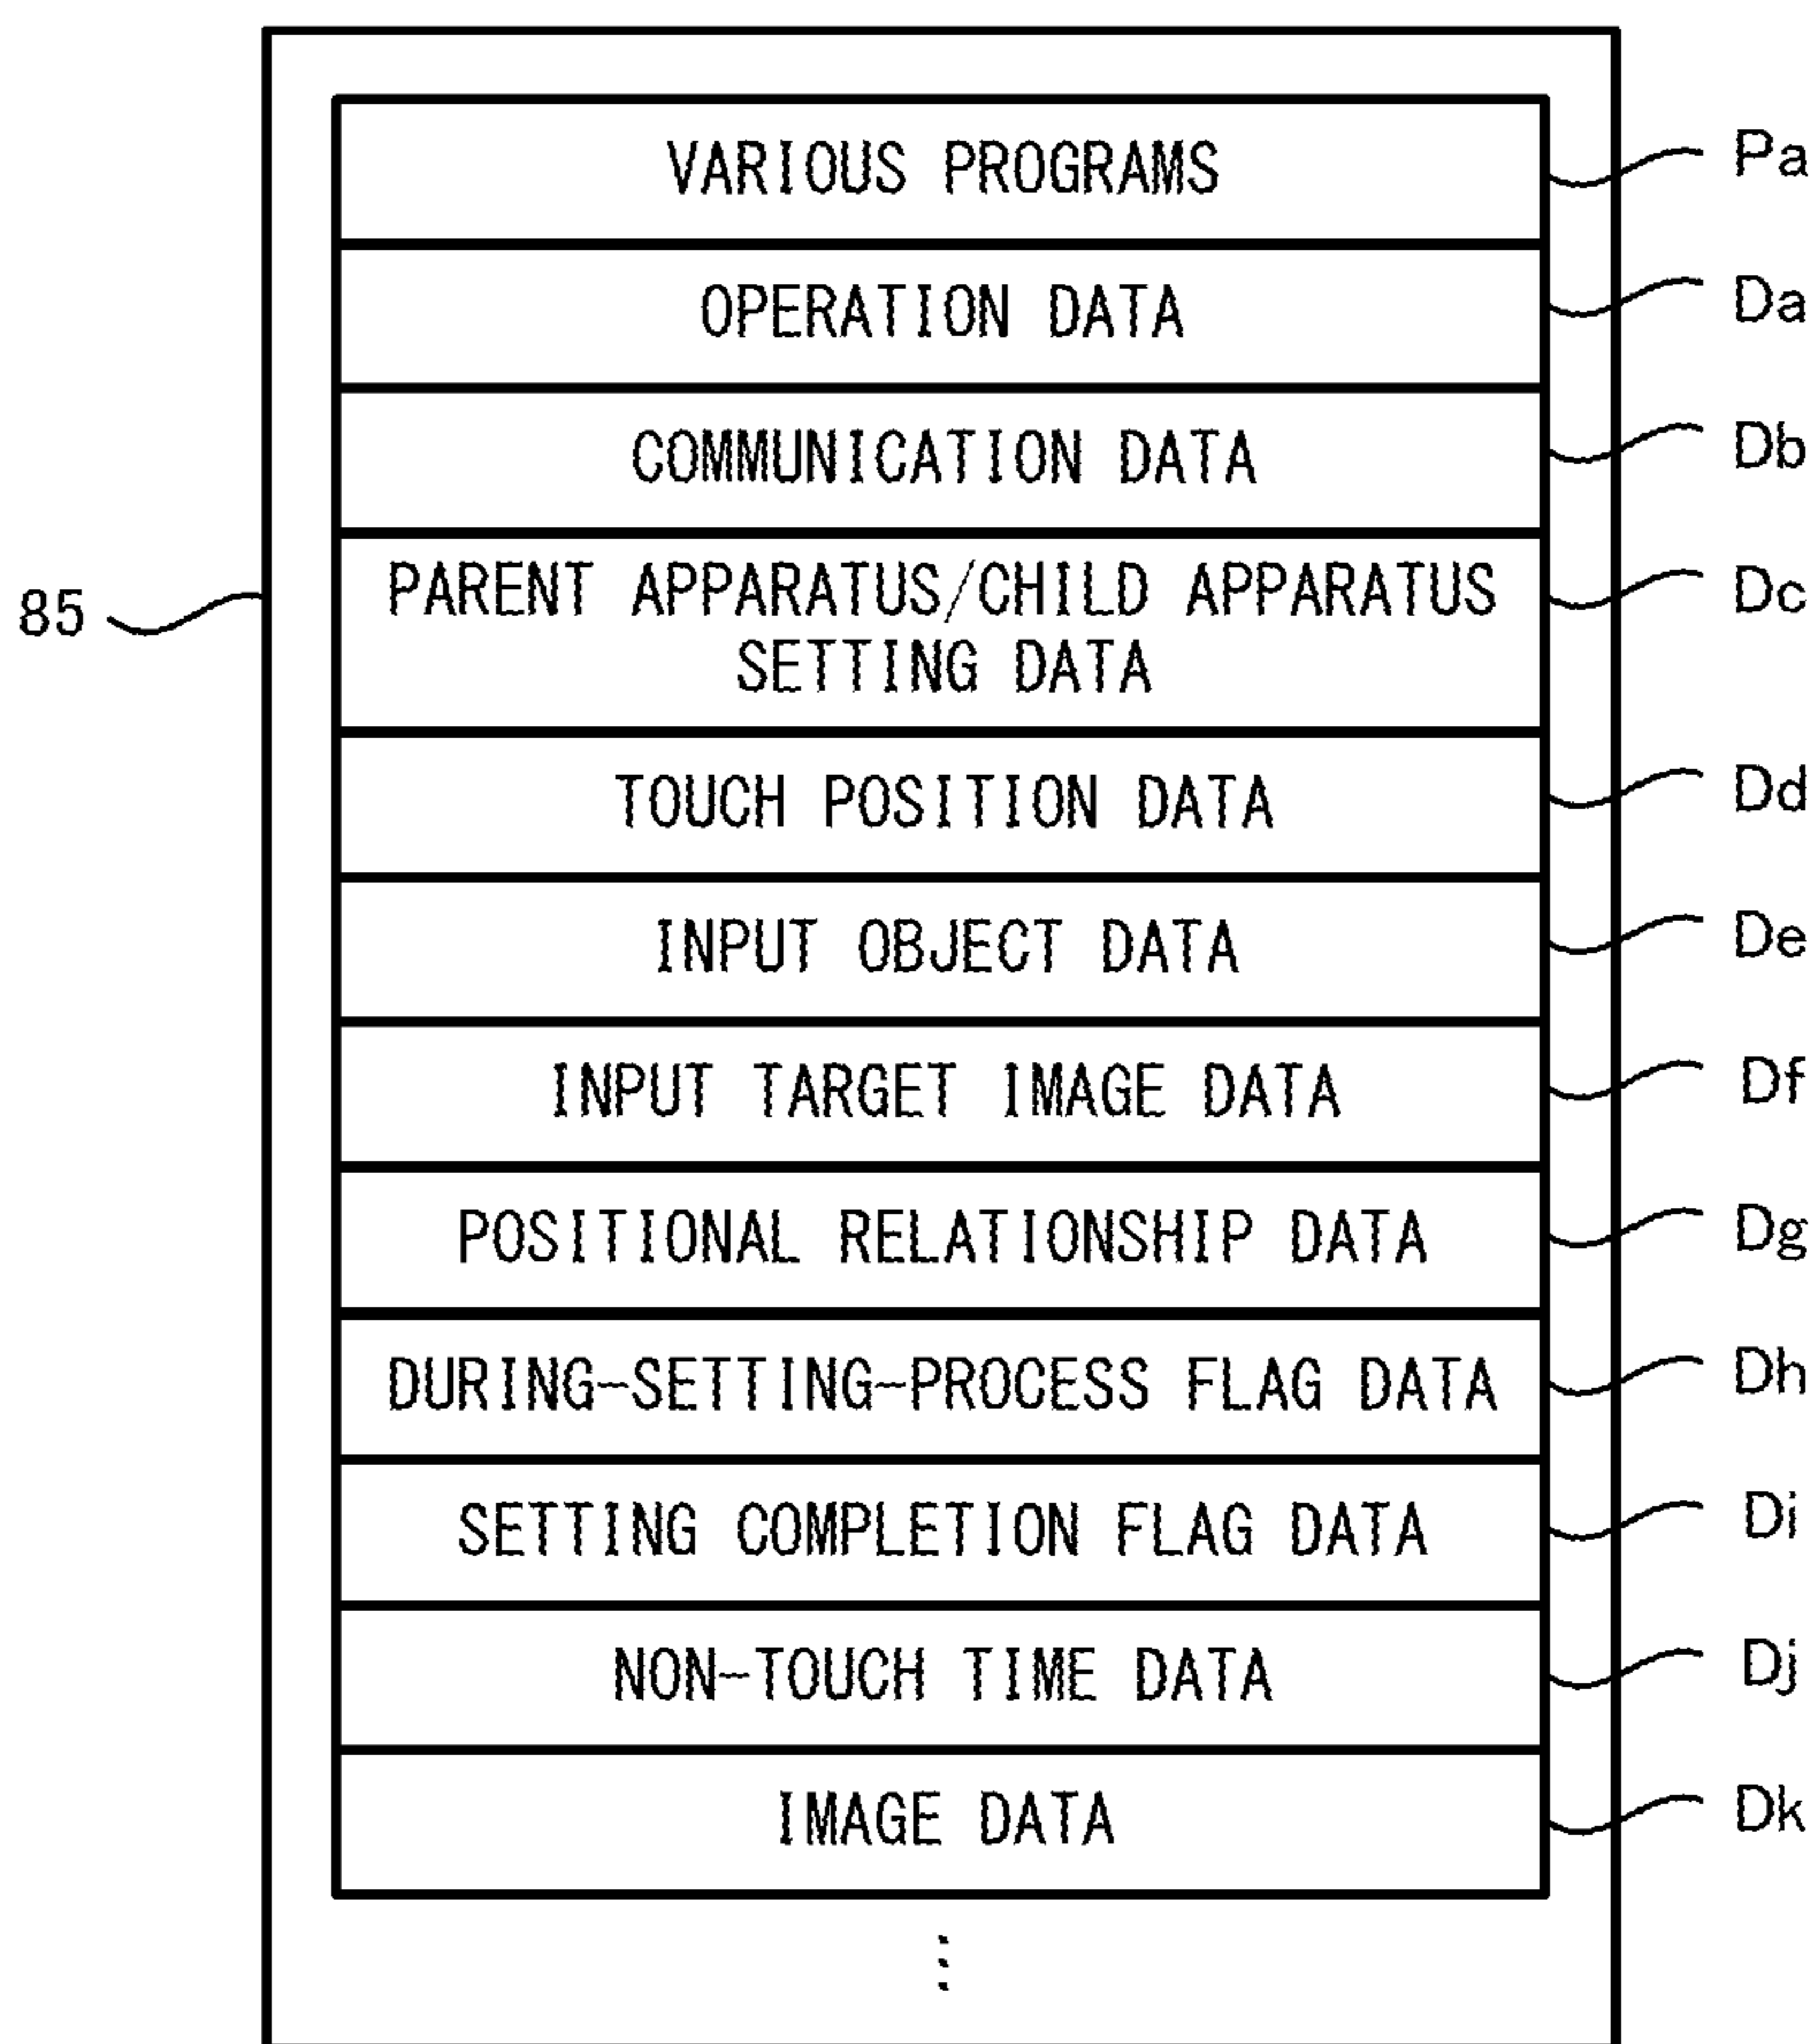 VARIOUS PROGRAMS Pa
OPERATION DATA Da
COMMUNICATION DATA Db
PARENT APPARATUS/CHILD APPARATUS Dc
85
SETTING DATA
TOUCH POSITION DATA Dd
INPUT OBJECT DATA De
INPUT TARGET IMAGE DATA Df
POSITIONAL RELATIONSHIP DATA Dg
DURING-SETTING-PROCESS FLAG DATA Dh
SETTING COMPLETION FLAG DATA Di
NON-TOUCH TIME DATA Dj
IMAGE DATA Dk